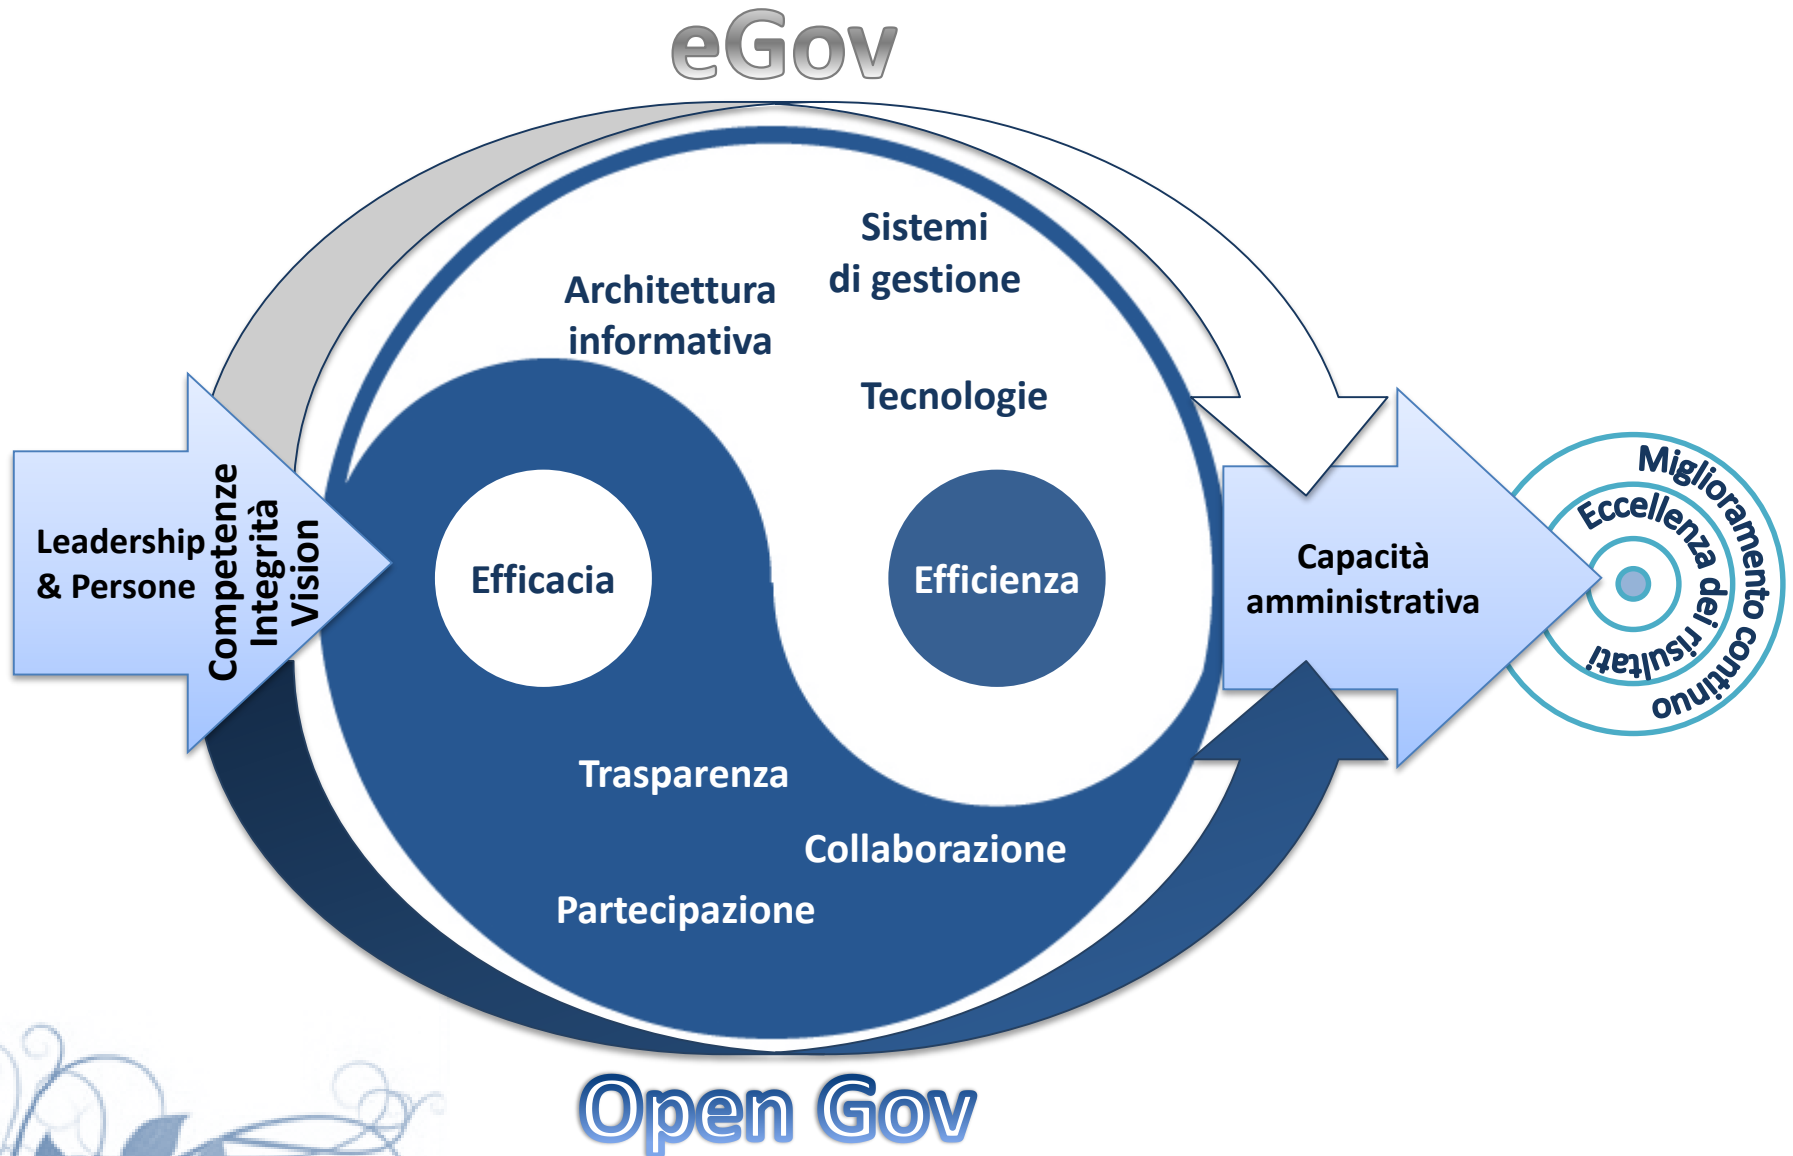 eGov
Sistemi
di gestione
Architettura
informativa
Tecnologie
Leadership
& Persone
Competenze
Integrità
Vision
Efficacia
Efficienza
Capacità
amministrativa
Miglioramento continuo
Eccellenza dei risultati
Trasparenza
Collaborazione
Partecipazione
Open Gov